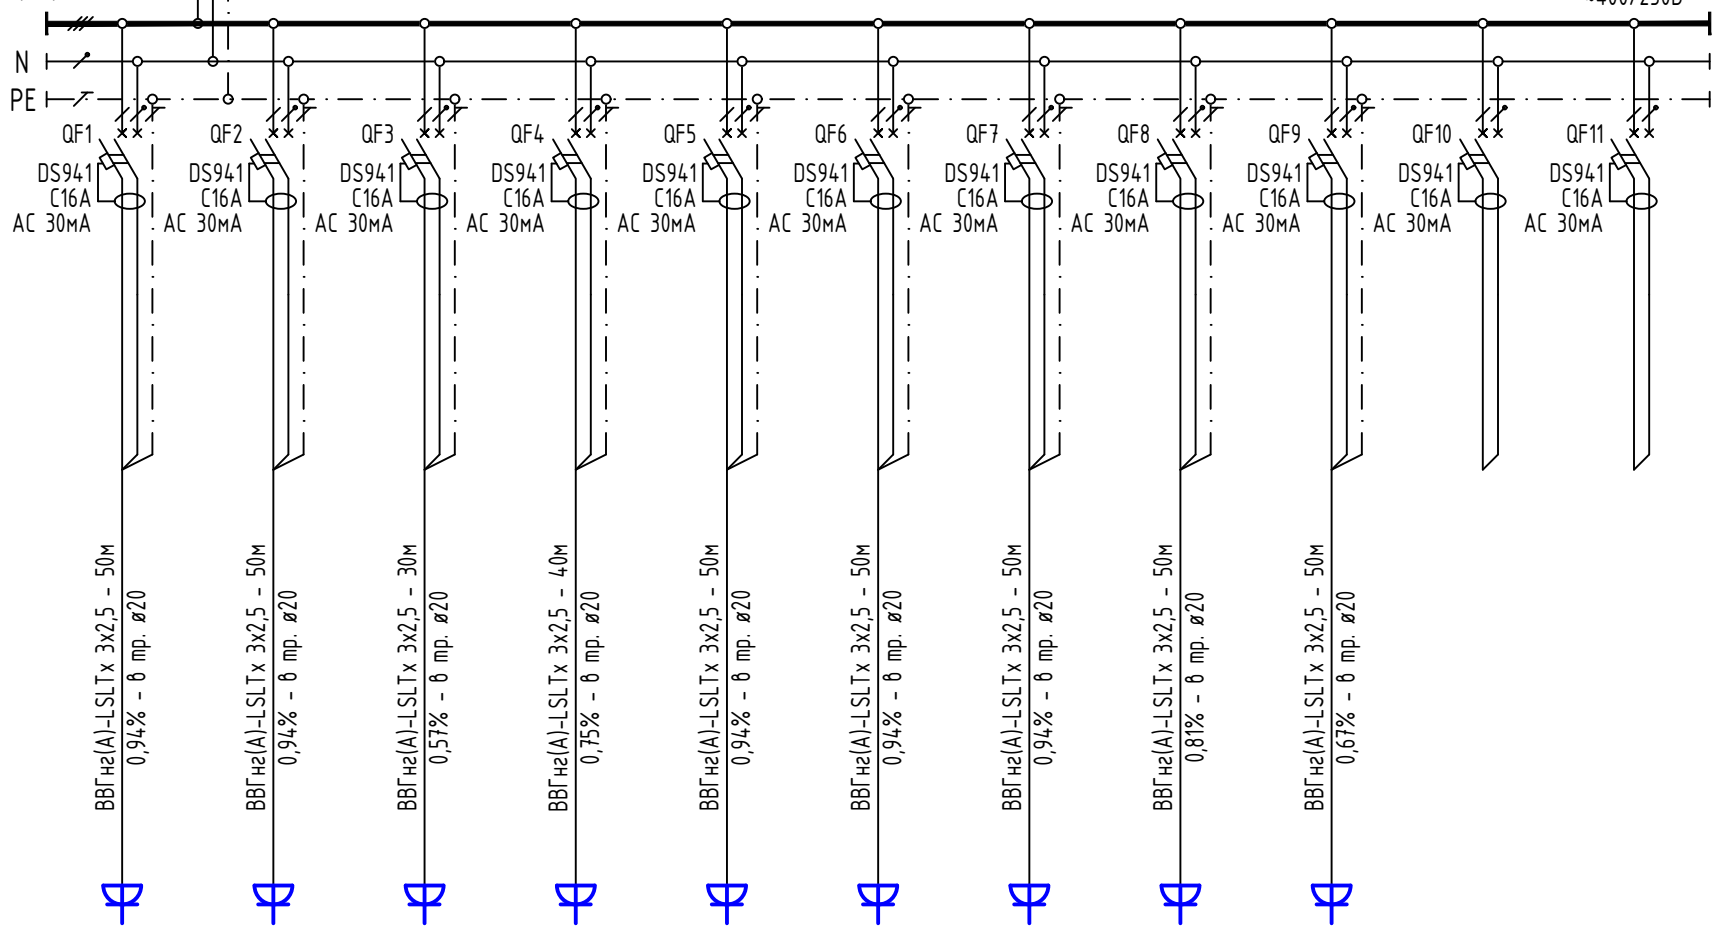 N
PE
QF1
DS941
C16A
AC 30мА
QF2
DS941
C16A
AC 30мА
QF3
DS941
C16A
AC 30мА
QF4
DS941
C16A
AC 30мА
QF5
DS941
C16A
AC 30мА
QF6
DS941
C16A
AC 30мА
QF7
DS941
C16A
AC 30мА
QF8
DS941
C16A
AC 30мА
QF9
DS941
C16A
AC 30мА
QF10
DS941
C16A
AC 30мА
QF11
DS941
C16A
AC 30мА
ВВГнг(А)-LSLTx 3x2,5 - 50м
0,94% - в тр. ø20
ВВГнг(А)-LSLTx 3x2,5 - 50м
0,94% - в тр. ø20
ВВГнг(А)-LSLTx 3x2,5 - 30м
0,57% - в тр. ø20
ВВГнг(А)-LSLTx 3x2,5 - 40м
0,75% - в тр. ø20
ВВГнг(А)-LSLTx 3x2,5 - 50м
0,94% - в тр. ø20
ВВГнг(А)-LSLTx 3x2,5 - 50м
0,94% - в тр. ø20
ВВГнг(А)-LSLTx 3x2,5 - 50м
0,94% - в тр. ø20
ВВГнг(А)-LSLTx 3x2,5 - 50м
0,81% - в тр. ø20
ВВГнг(А)-LSLTx 3x2,5 - 50м
0,67% - в тр. ø20